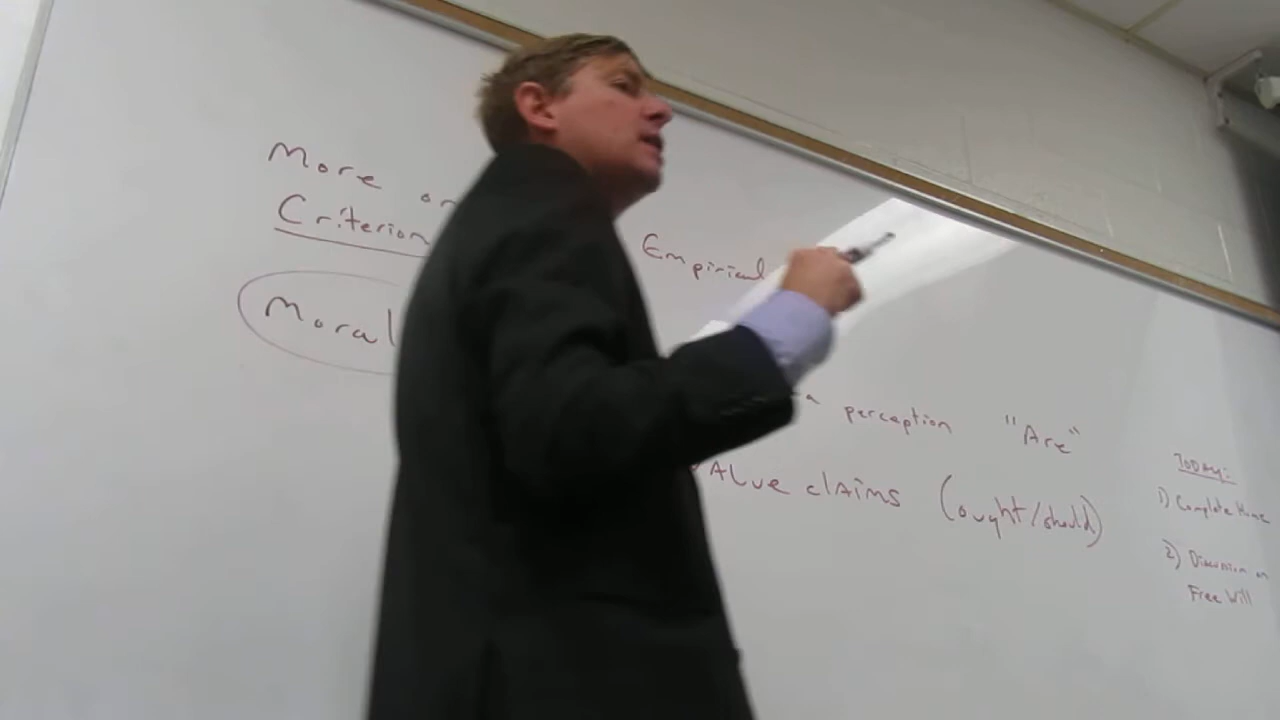 More on
Criterion
Empirical
Moral
perception "Are"
Value claims (ought/should)
TODAY:
1) Complete Hume
2) Discussion on
Free Will